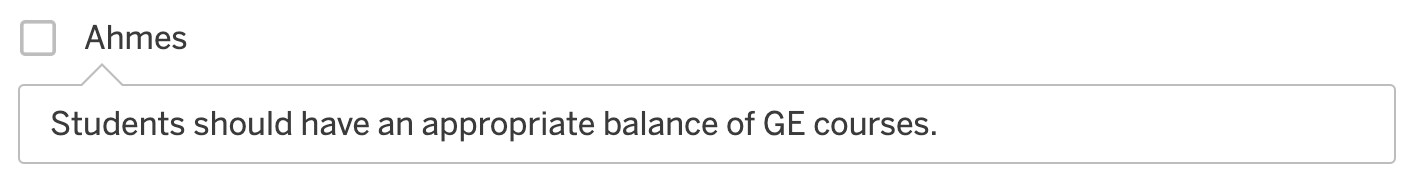 Ahmes
Students should have an appropriate balance of GE courses.